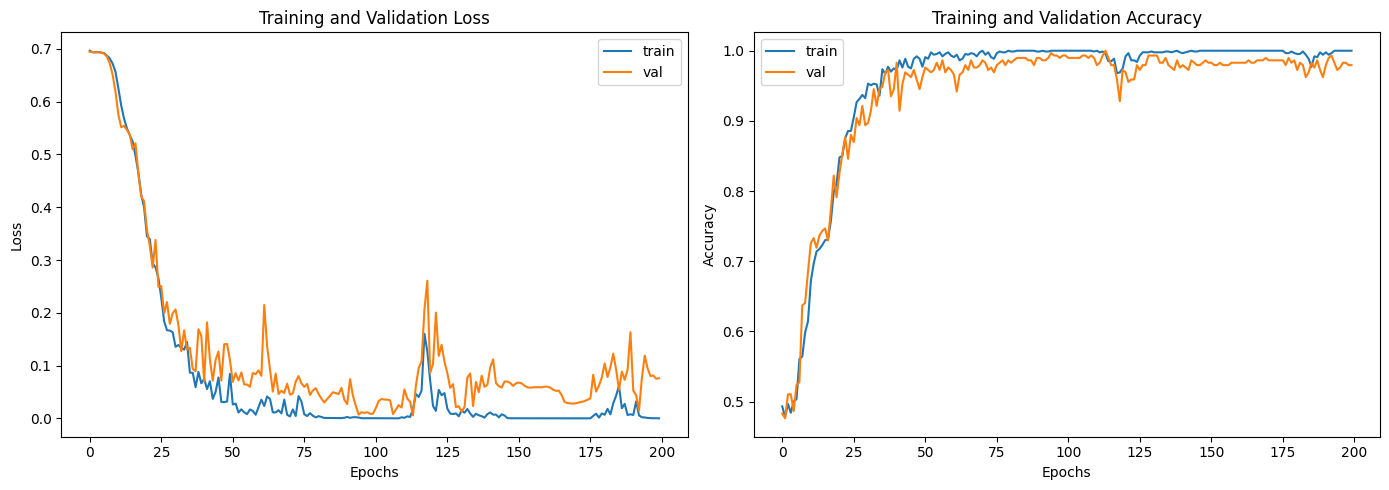 Training and Validation Loss
0.7
0.6
0.5
0.4
0.3
0.2
0.1
0.0
Loss
train
val
0 25 50 75 100 125 150 175 200
Epochs
Training and Validation Accuracy
1.0
0.9
0.8
0.7
0.6
0.5
Accuracy
train
val
0 25 50 75 100 125 150 175 200
Epochs